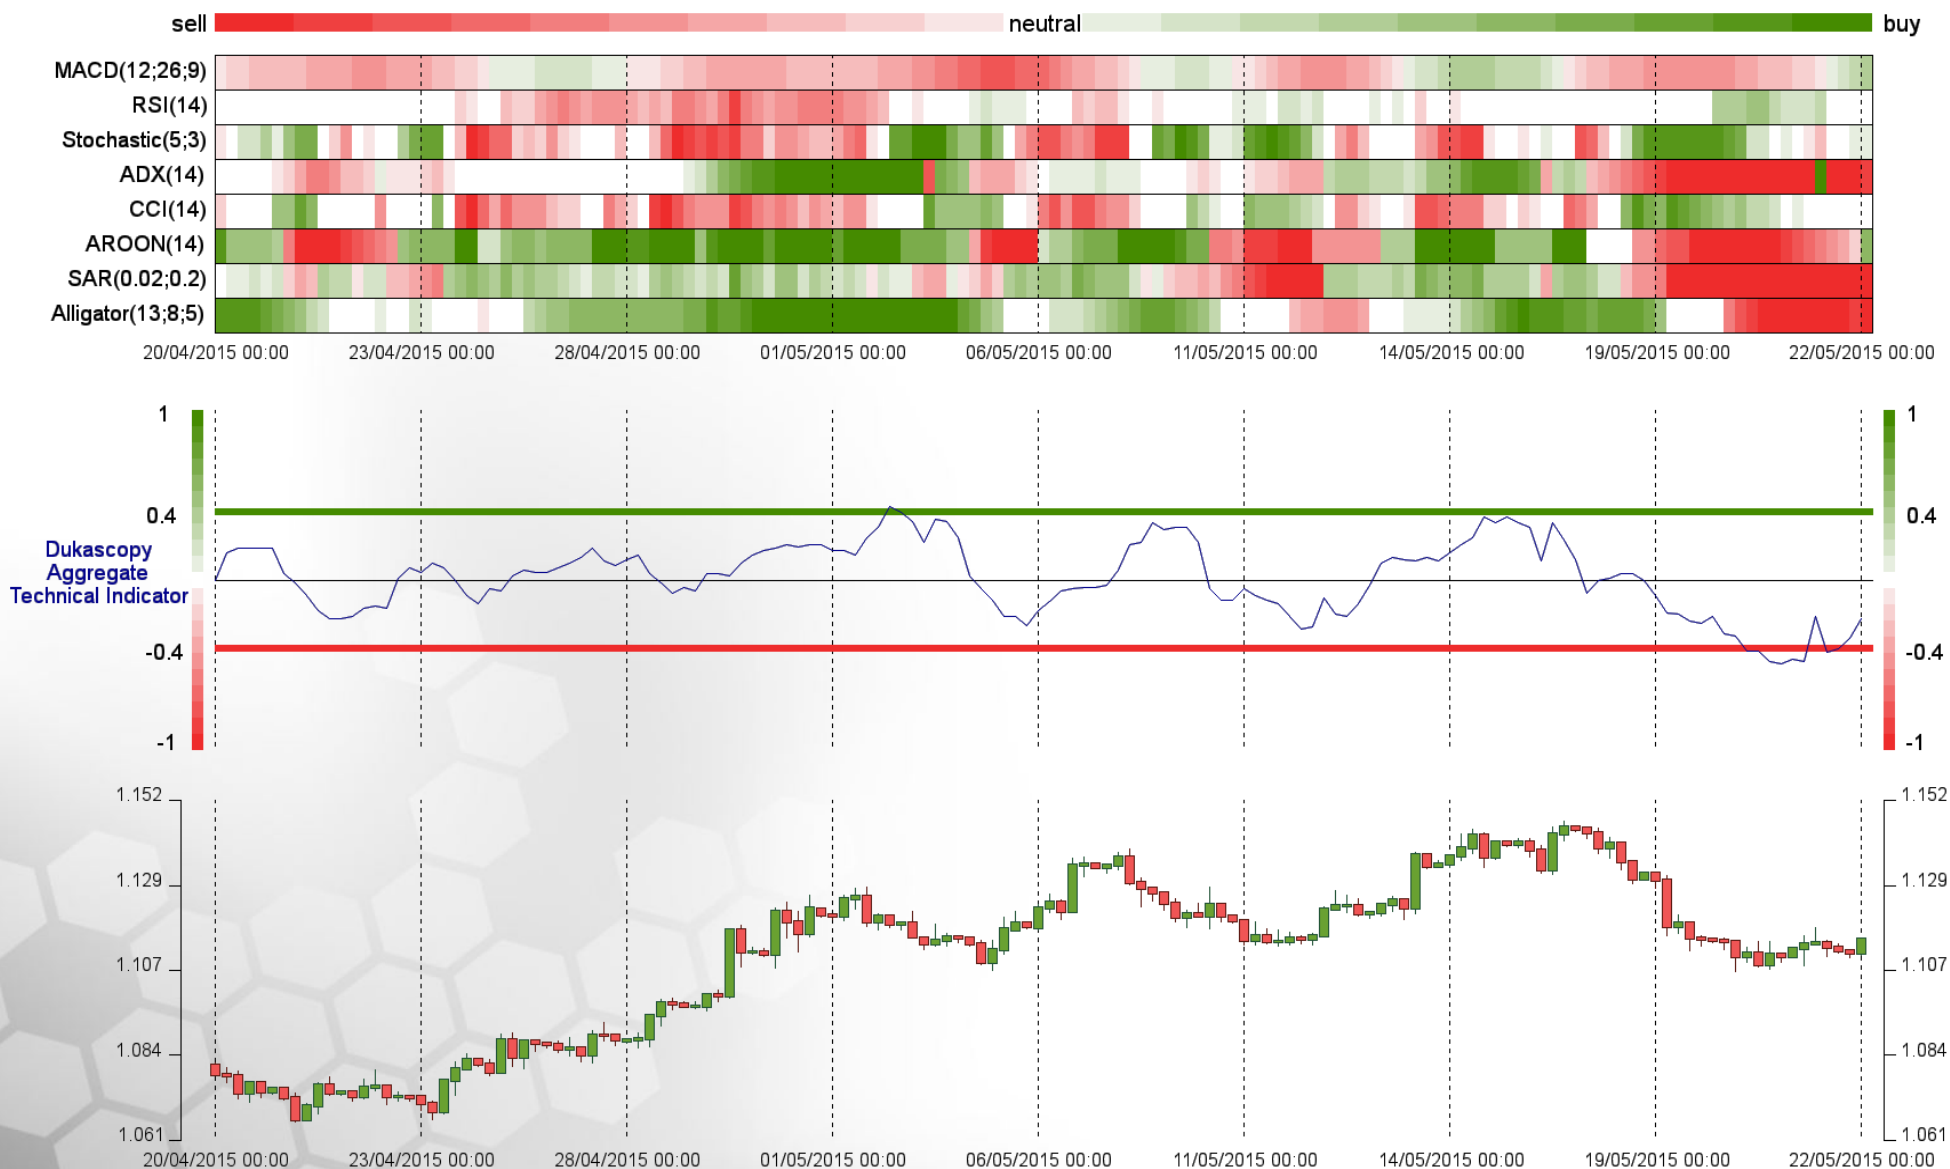 sell neutral buy
MACD(12;26;9)
RSI(14)
Stochastic(5;3)
ADX(14)
CCI(14)
AROON(14)
SAR(0.02;0.2)
Alligator(13;8;5)
20/04/2015 00:00 23/04/2015 00:00 28/04/2015 00:00 01/05/2015 00:00 06/05/2015 00:00 11/05/2015 00:00 14/05/2015 00:00 19/05/2015 00:00 22/05/2015 00:00
1 1
0.4 0.4
Dukascopy
Aggregate
Technical Indicator
-0.4 -0.4
-1 -1
1.152 1.152
1.129 1.129
1.107 1.107
1.084 1.084
1.061 1.061
20/04/2015 00:00 23/04/2015 00:00 28/04/2015 00:00 01/05/2015 00:00 06/05/2015 00:00 11/05/2015 00:00 14/05/2015 00:00 19/05/2015 00:00 22/05/2015 00:00